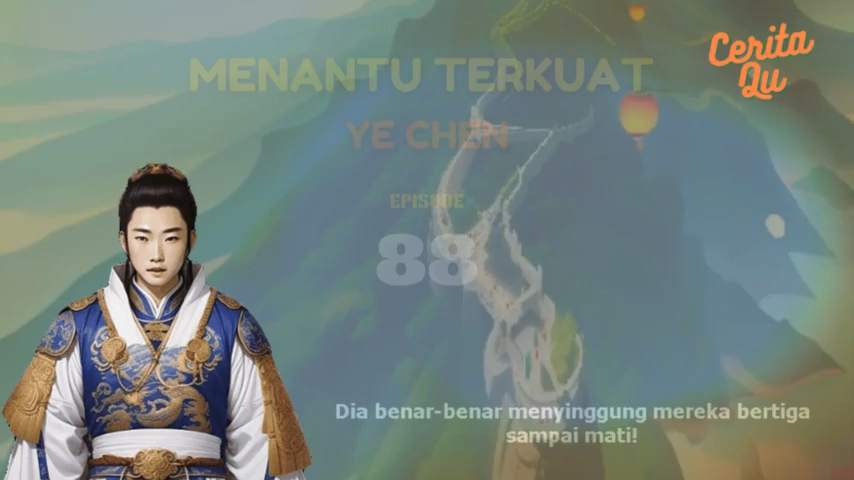 MENANTU TERKUAT
Cerita
Qu
YE CHEN
EPISODE
88
Dia benar-benar menyinggung mereka bertiga
sampai mati!